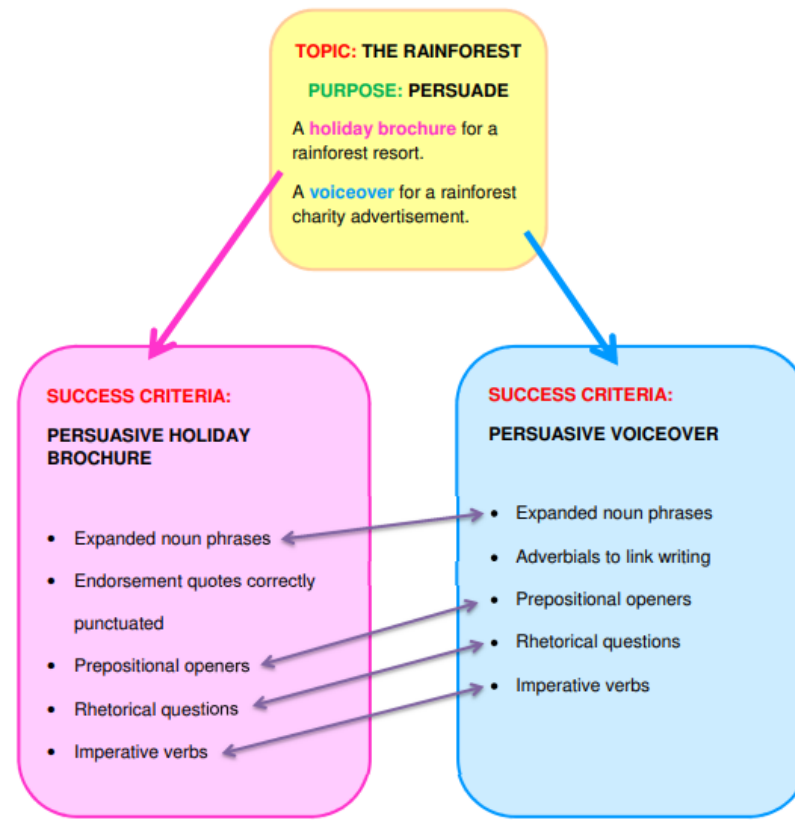 TOPIC: THE RAINFOREST
PURPOSE: PERSUADE
A holiday brochure for a
rainforest resort.
A voiceover for a rainforest
charity advertisement.
SUCCESS CRITERIA:
PERSUASIVE HOLIDAY
BROCHURE
• Expanded noun phrases
• Endorsement quotes correctly
punctuated
• Prepositional openers
• Rhetorical questions
• Imperative verbs
SUCCESS CRITERIA:
PERSUASIVE VOICEOVER
• Expanded noun phrases
• Adverbials to link writing
• Prepositional openers
• Rhetorical questions
• Imperative verbs